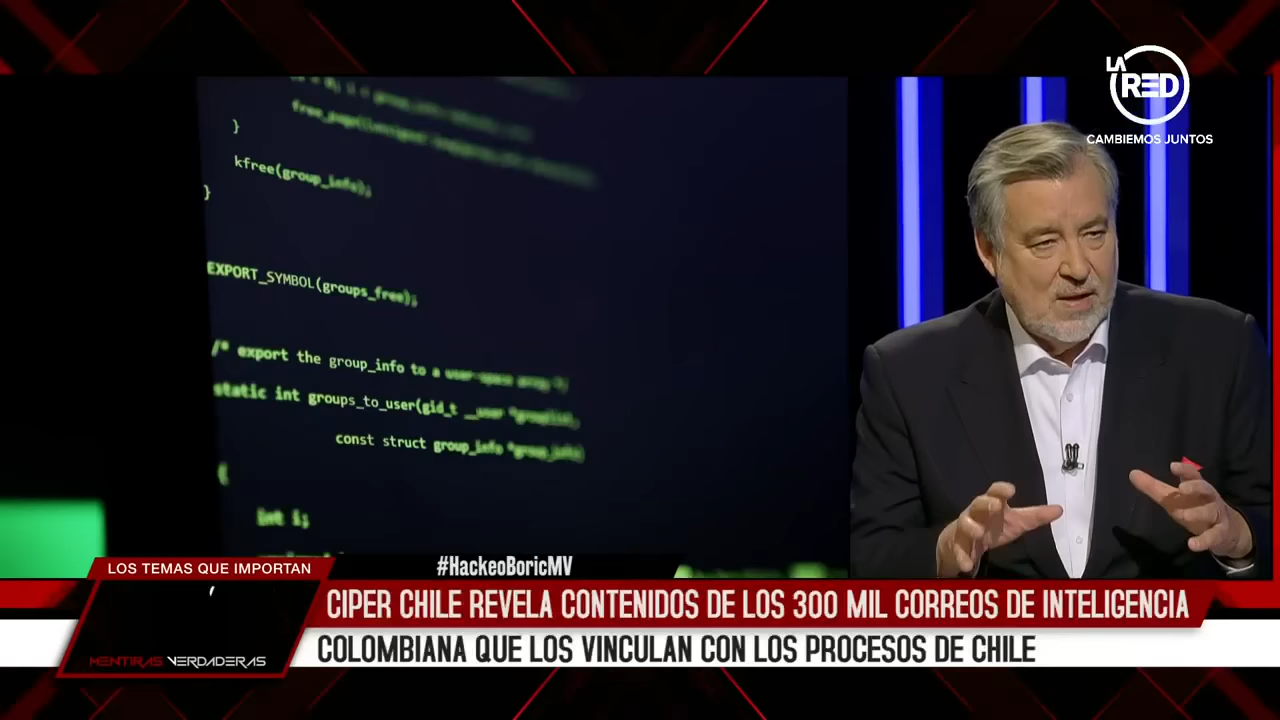 LA
RED
CAMBIEMOS JUNTOS
}
kfree(group_info);
}
EXPORT_SYMBOL(groups_free);
/* export the group_info to a user-space array */
static int groups_to_user(gid_t __user *grouplist,
const struct group_info *group_info)
{
int i;
#HackeoBoricMV
LOS TEMAS QUE IMPORTAN
CIPER CHILE REVELA CONTENIDOS DE LOS 300 MIL CORREOS DE INTELIGENCIA
COLOMBIANA QUE LOS VINCULAN CON LOS PROCESOS DE CHILE
MENTIRAS VERDADERAS